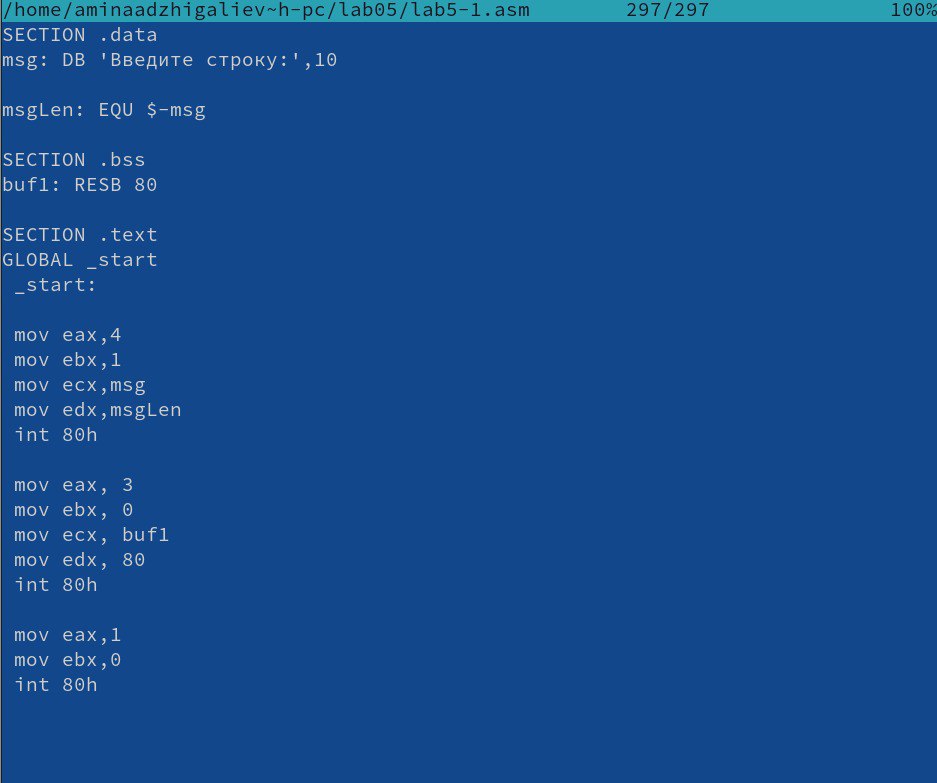 /home/aminaadzhigaliev~h-pc/lab05/lab5-1.asm 297/297 100%
SECTION .data
msg: DB 'Введите строку:',10
msgLen: EQU $-msg
SECTION .bss
buf1: RESB 80
SECTION .text
GLOBAL _start
_start:
mov eax,4
mov ebx,1
mov ecx,msg
mov edx,msgLen
int 80h
mov eax, 3
mov ebx, 0
mov ecx, buf1
mov edx, 80
int 80h
mov eax,1
mov ebx,0
int 80h